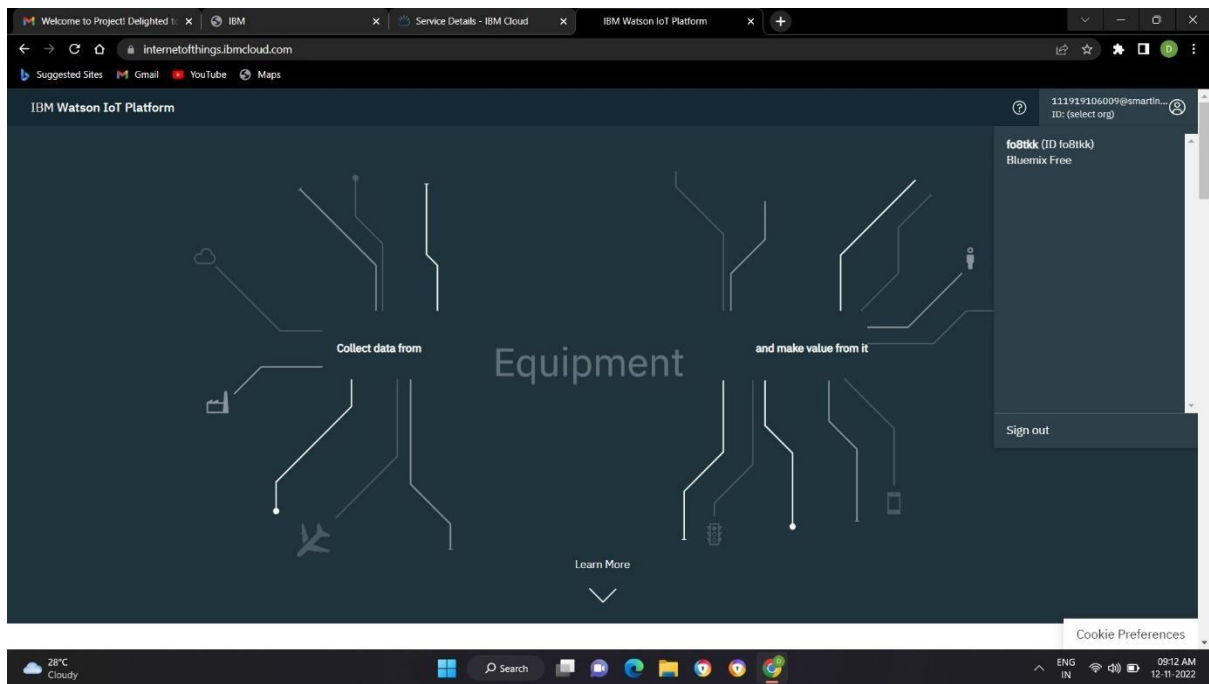 Welcome to Project! Delighted t
IBM
Service Details - IBM Cloud
IBM Watson IoT Platform
internetofthings.ibmcloud.com
D
Suggested Sites
Gmail
YouTube
Maps
IBM Watson IoT Platform
111919106009@smartin...
ID: (select org)
fo8tkk (ID fo8tkk)
Bluemix Free
Collect data from
Equipment
and make value from it
Sign out
Learn More
Cookie Preferences
28°C
Cloudy
Search
ENG
IN
09:12 AM
12-11-2022